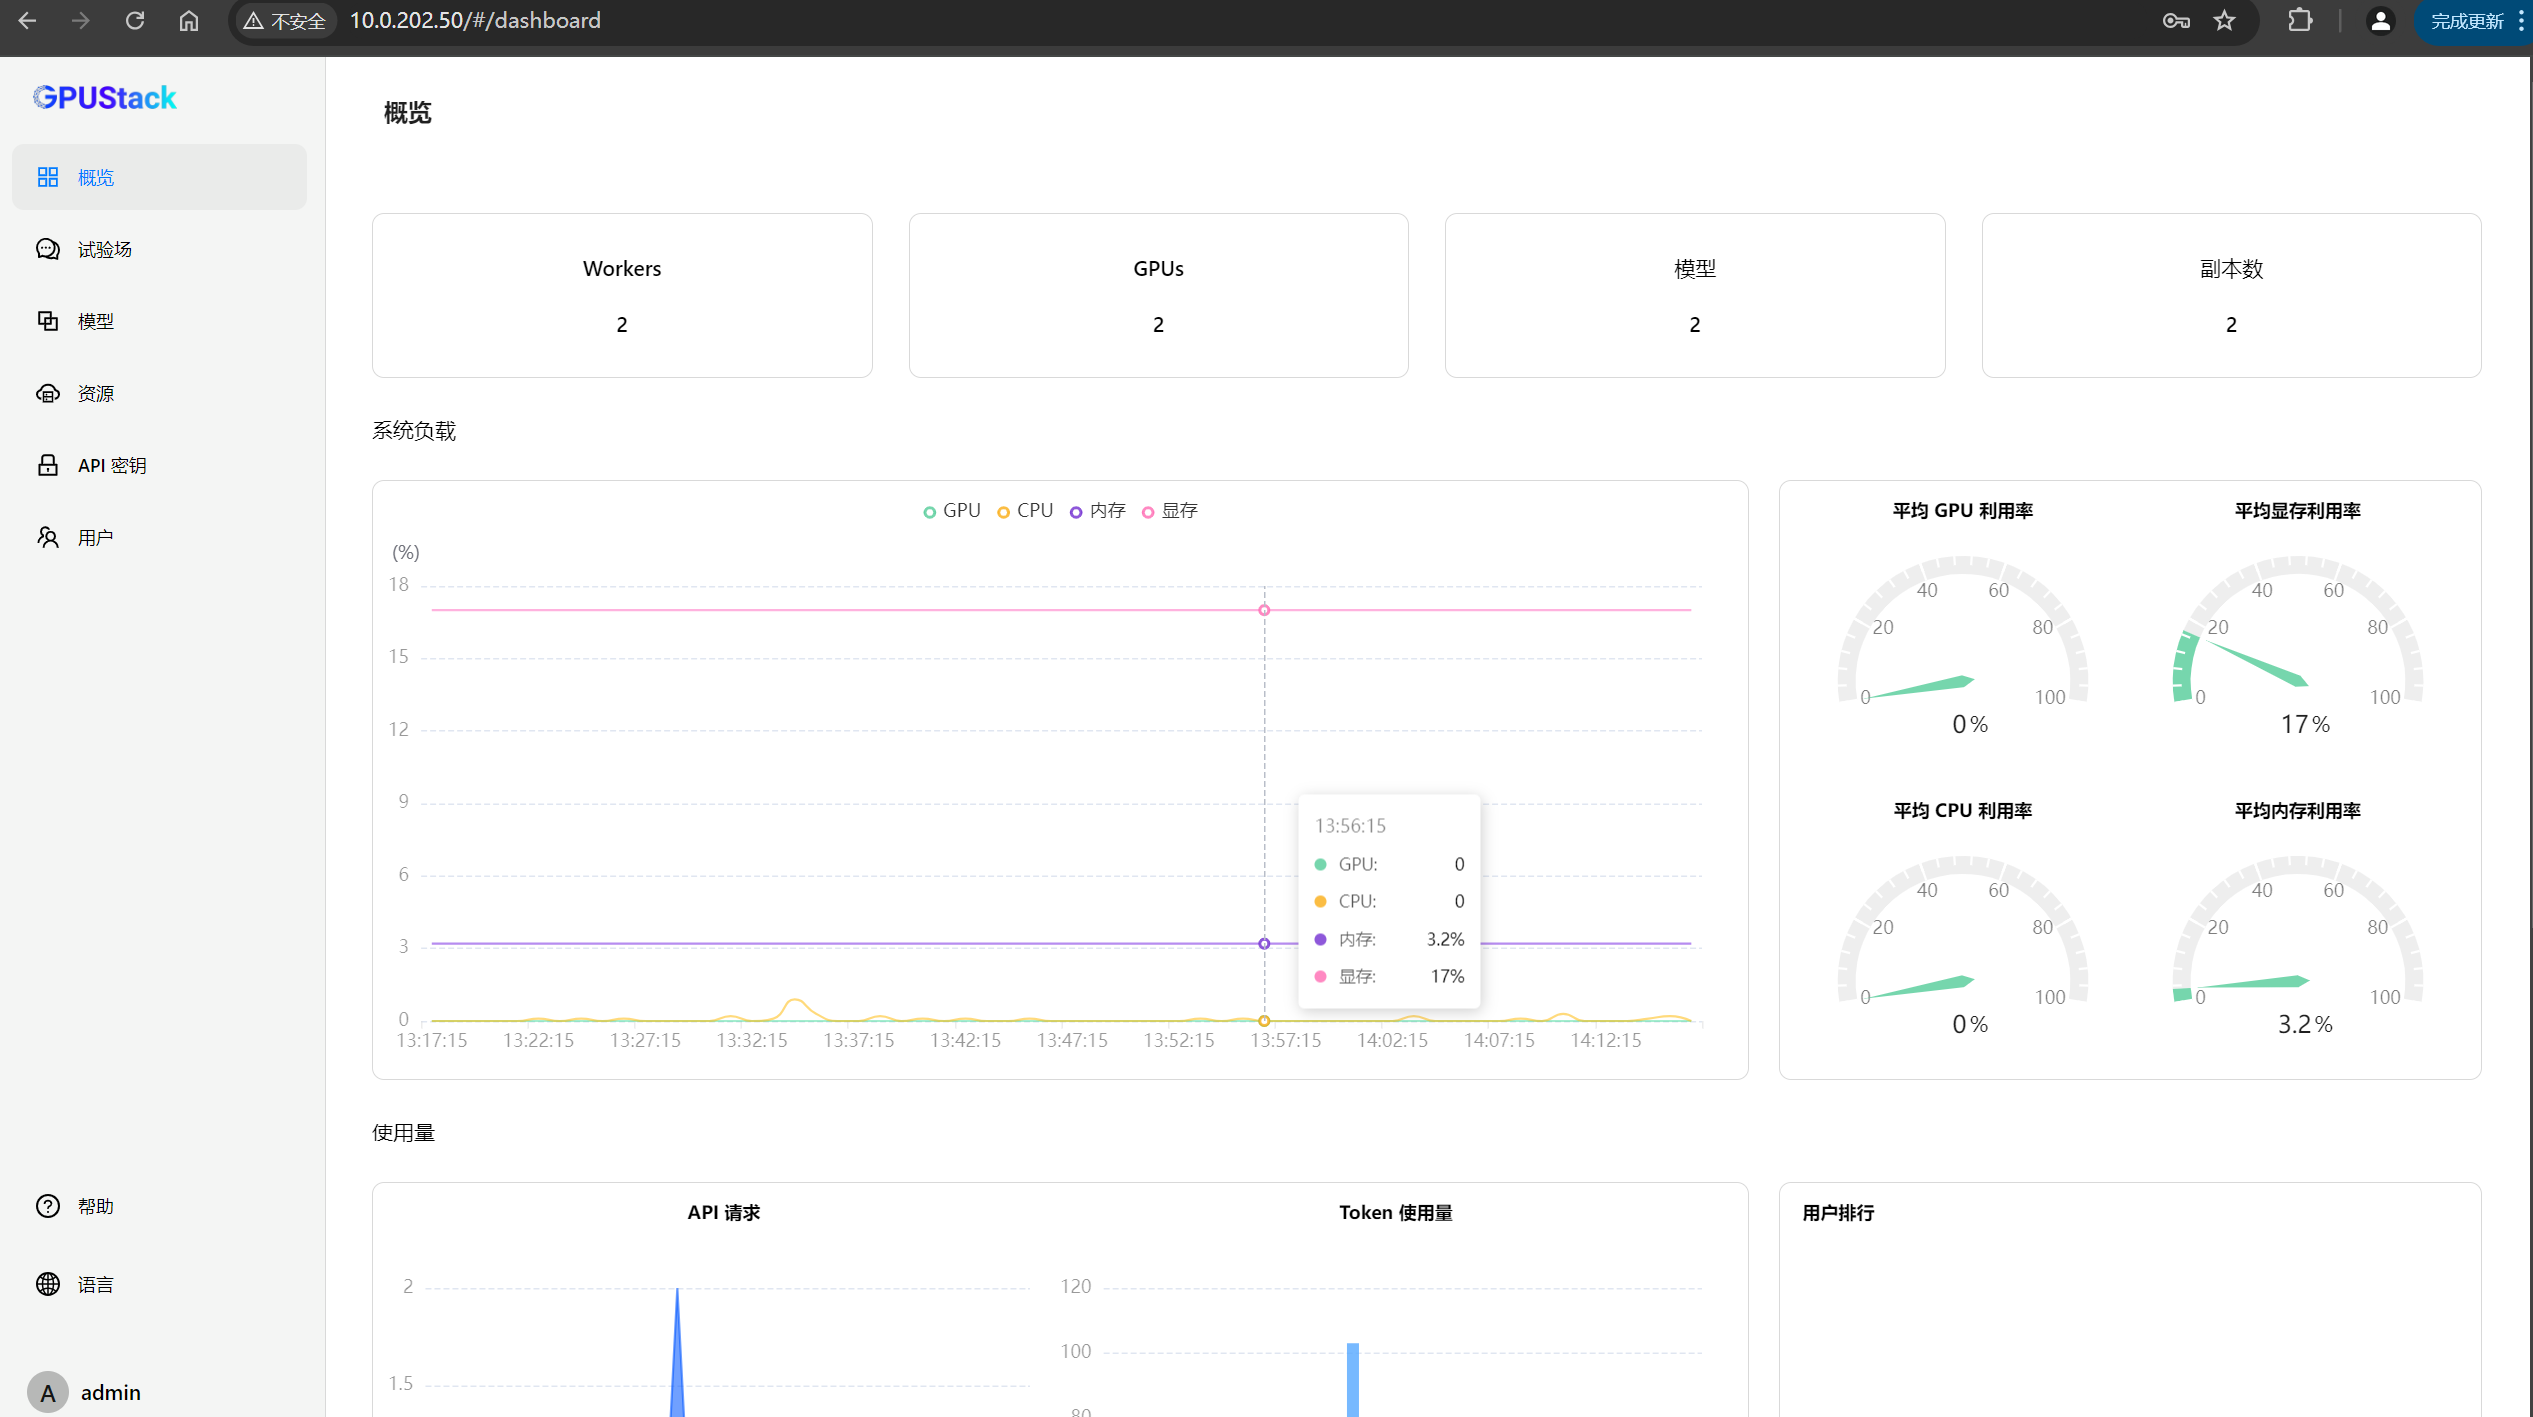 不安全 10.0.202.50/#/dashboard 完成更新
GPUStack
概览
试验场
模型
资源
API 密钥
用户
帮助
语言
A admin
概览
Workers
2
GPUs
2
模型
2
副本数
2
系统负载
GPU CPU 内存 显存
(%)
18
15
12
9
6
3
0
13:17:15 13:22:15 13:27:15 13:32:15 13:37:15 13:42:15 13:47:15 13:52:15 13:57:15 14:02:15 14:07:15 14:12:15
13:56:15
GPU: 0
CPU: 0
内存: 3.2%
显存: 17%
平均 GPU 利用率
0 20 40 60 80 100
0%
平均显存利用率
0 20 40 60 80 100
17%
平均 CPU 利用率
0 20 40 60 80 100
0%
平均内存利用率
0 20 40 60 80 100
3.2%
使用量
API 请求
2
1.5
Token 使用量
120
100
80
用户排行